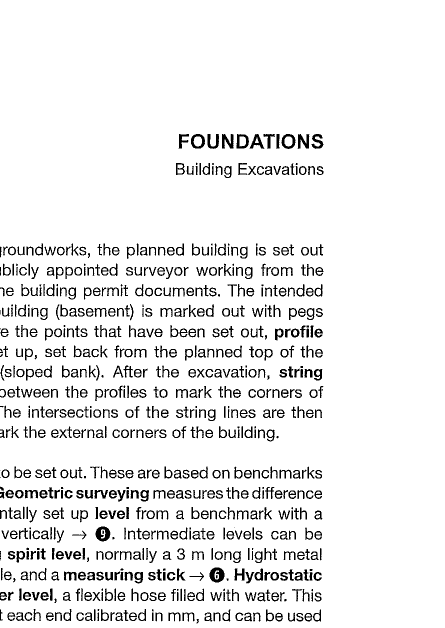 FOUNDATIONS
Building Excavations
groundworks, the planned building is set out
blicly appointed surveyor working from the
he building permit documents. The intended
uilding (basement) is marked out with pegs
e the points that have been set out, profile
et up, set back from the planned top of the
(sloped bank). After the excavation, string
between the profiles to mark the corners of
The intersections of the string lines are then
ark the external corners of the building.
to be set out. These are based on benchmarks
Geometric surveying measures the difference
ntally set up level from a benchmark with a
vertically → ❾. Intermediate levels can be
spirit level, normally a 3 m long light metal
le, and a measuring stick → ❻. Hydrostatic
er level, a flexible hose filled with water. This
t each end calibrated in mm, and can be used